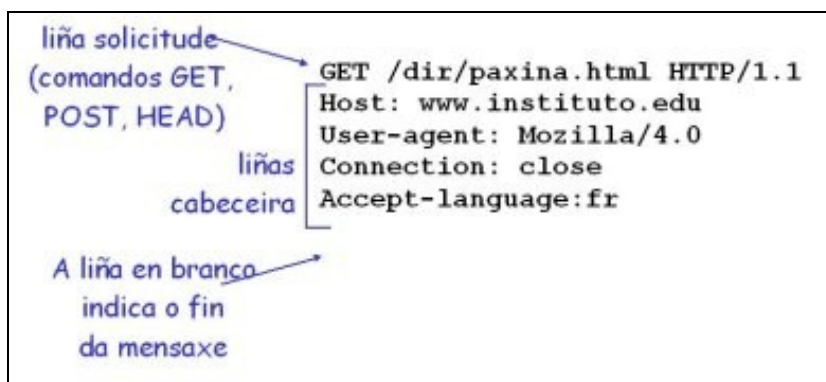 liña solicitude
(comandos GET,
POST, HEAD)
GET /dir/paxina.html HTTP/1.1
Host: www.instituto.edu
User-agent: Mozilla/4.0
Connection: close
Accept-language:fr
liñas
cabeceira
A liña en branco
indica o fin
da mensaxe